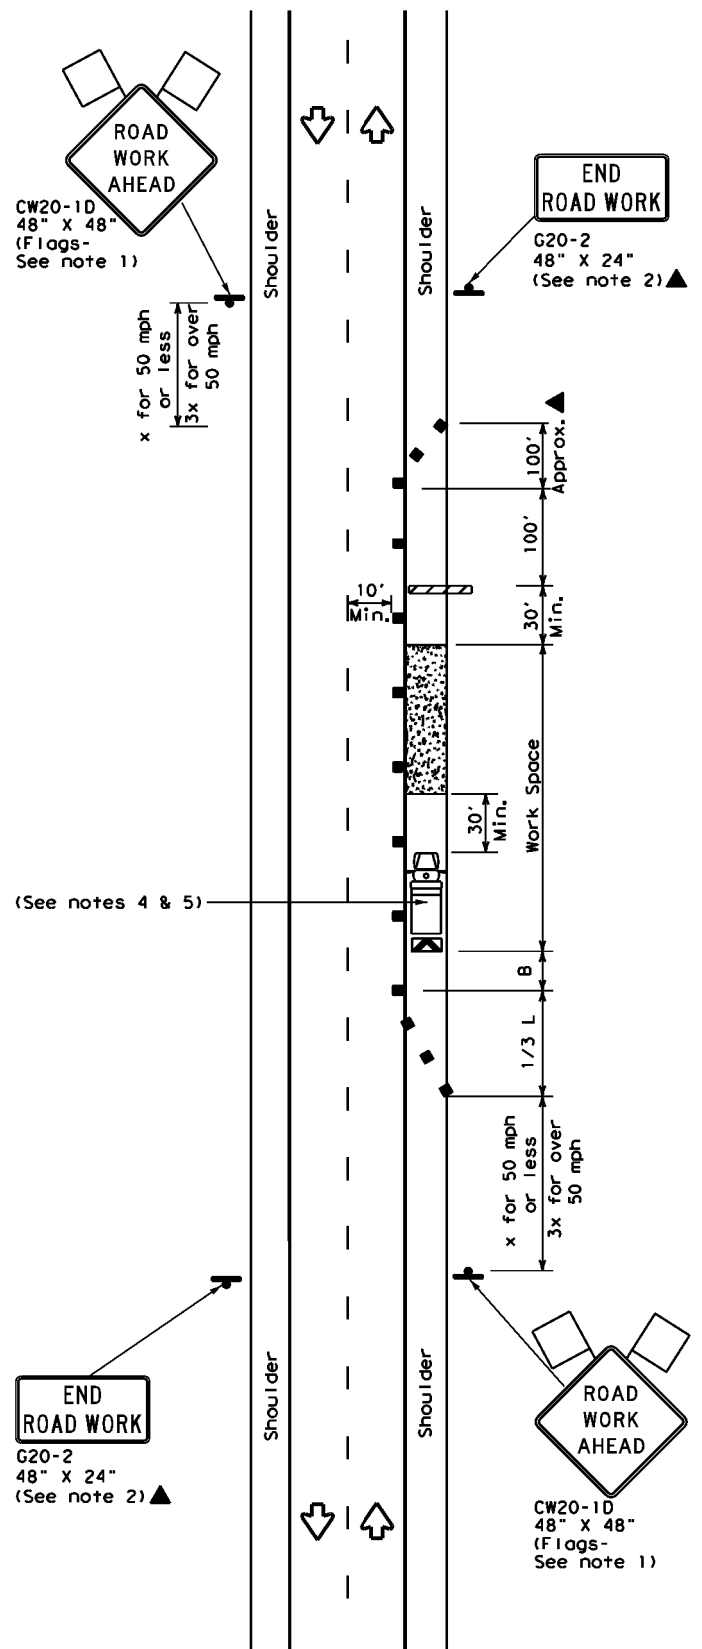 ROAD
WORK
AHEAD
CW20-1D
48" X 48"
(Flags-
See note 1)
END
ROAD WORK
G20-2
48" X 24"
(See note 2)▲
Shoulder
Shoulder
x for 50 mph
or less
3x for over
50 mph
100'
Approx.
100'
10'
Min.
30'
Min.
Work Space
30'
Min.
(See notes 4 & 5)
B
1/3 L
x for 50 mph
or less
3x for over
50 mph
END
ROAD WORK
G20-2
48" X 24"
(See note 2)▲
Shoulder
Shoulder
ROAD
WORK
AHEAD
CW20-1D
48" X 48"
(Flags-
See note 1)